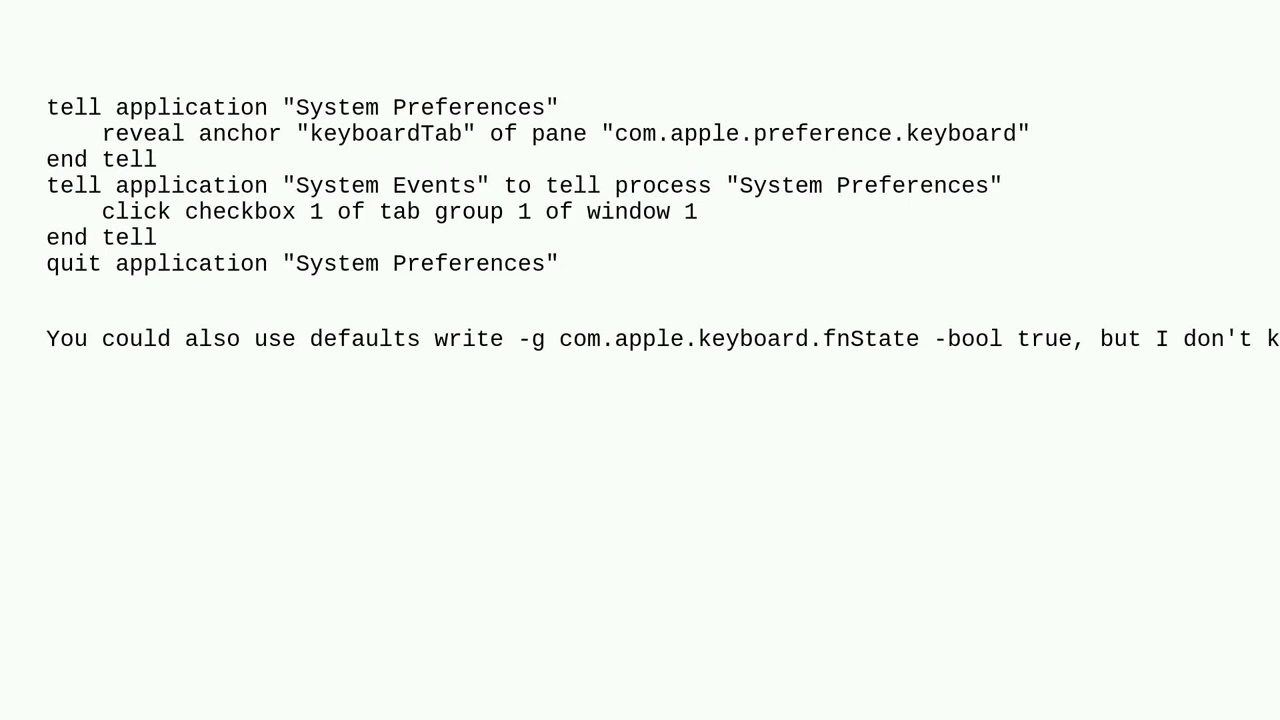 tell application "System Preferences"
    reveal anchor "keyboardTab" of pane "com.apple.preference.keyboard"
end tell
tell application "System Events" to tell process "System Preferences"
    click checkbox 1 of tab group 1 of window 1
end tell
quit application "System Preferences"
You could also use defaults write -g com.apple.keyboard.fnState -bool true, but I don't